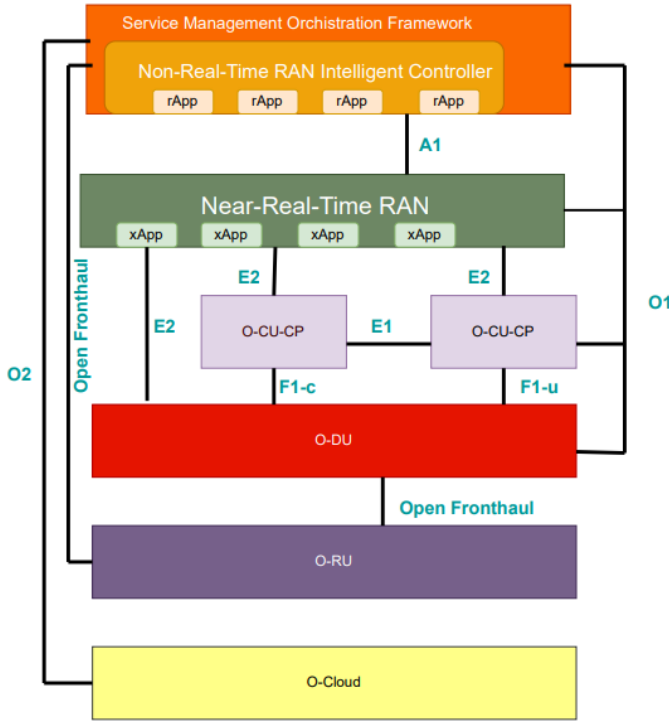 Service Management Orchistration Framework
Non-Real-Time RAN Intelligent Controller
rApp rApp rApp rApp
A1
Near-Real-Time RAN
xApp xApp xApp xApp
Open Fronthaul
E2 E2
O1
E2
O-CU-CP E1 O-CU-CP
O2
F1-c F1-u
O-DU
Open Fronthaul
O-RU
O-Cloud